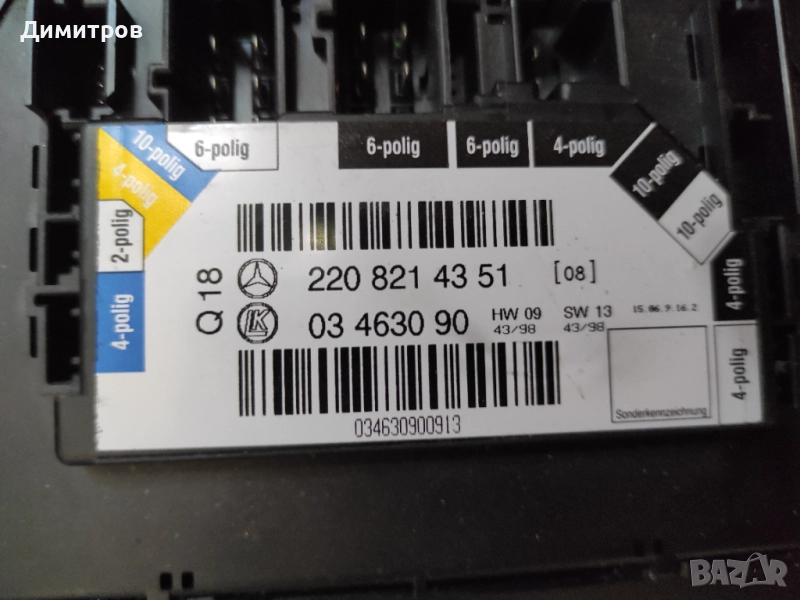 Димитров
10-polig
4-polig
2-polig
4-polig
6-polig
6-polig
6-polig
4-polig
10-polig
10-polig
4-polig
4-polig
Q 18
220 821 43 51 [08]
LK
03 4630 90
HW 09
43/98
SW 13
43/98
15.06.9.16.2
Sonderkennzeichnung
034630900913
BAZAR